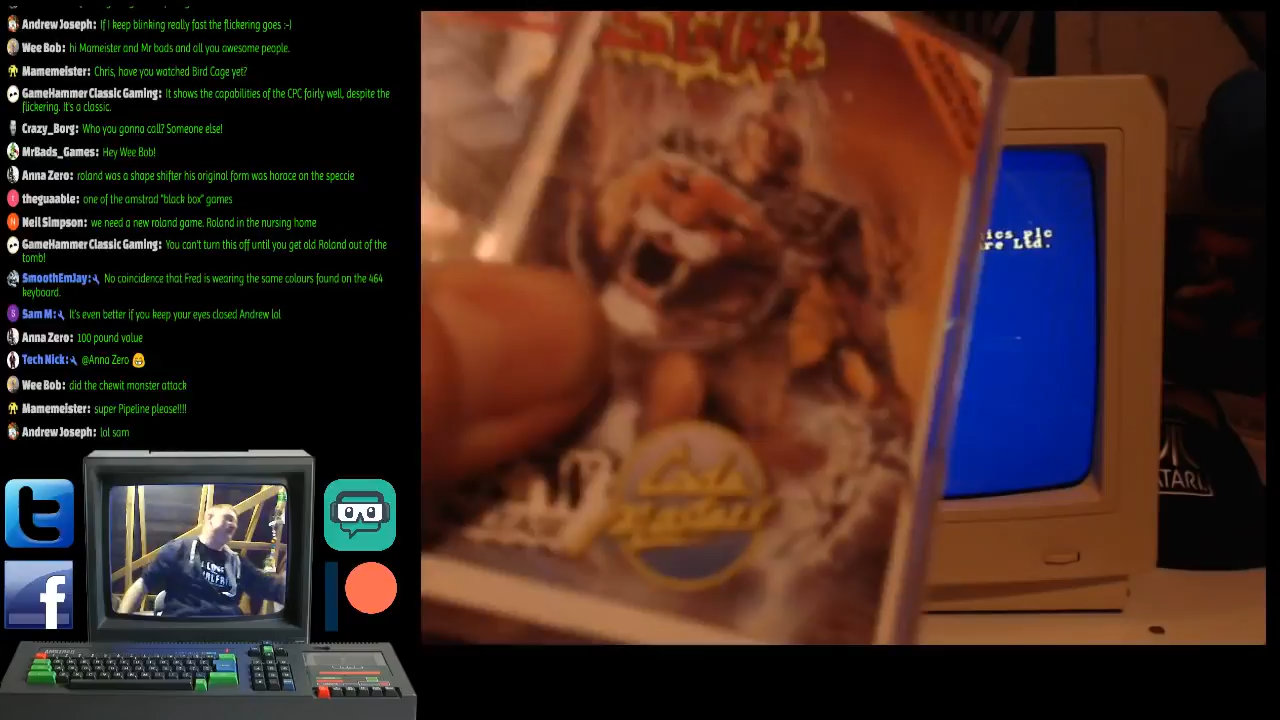 Andrew Joseph: If I keep blinking really fast the flickering goes :-)
Wee Bob: hi Mameister and Mr bads and all you awesome people.
Mamemeister: Chris, have you watched Bird Cage yet?
GameHammer Classic Gaming: It shows the capabilities of the CPC fairly well, despite the
flickering. It's a classic.
Crazy_Borg: Who you gonna call? Someone else!
MrBads_Games: Hey Wee Bob!
Anna Zero: roland was a shape shifter his original form was horace on the speccie
theguaable: one of the amstrad "black box" games
Neil Simpson: we need a new roland game. Roland in the nursing home
GameHammer Classic Gaming: You can't turn this off until you get old Roland out of the
tomb!
SmoothEmJay: No coincidence that Fred is wearing the same colours found on the 464
keyboard.
Sam M: It's even better if you keep your eyes closed Andrew lol
Anna Zero: 100 pound value
Tech Nick: @Anna Zero
Wee Bob: did the chewit monster attack
Mamemeister: super Pipeline please!!!!
Andrew Joseph: lol sam
ics plc
re Ltd.
Code
Masters
ATARI
AMSTRAD